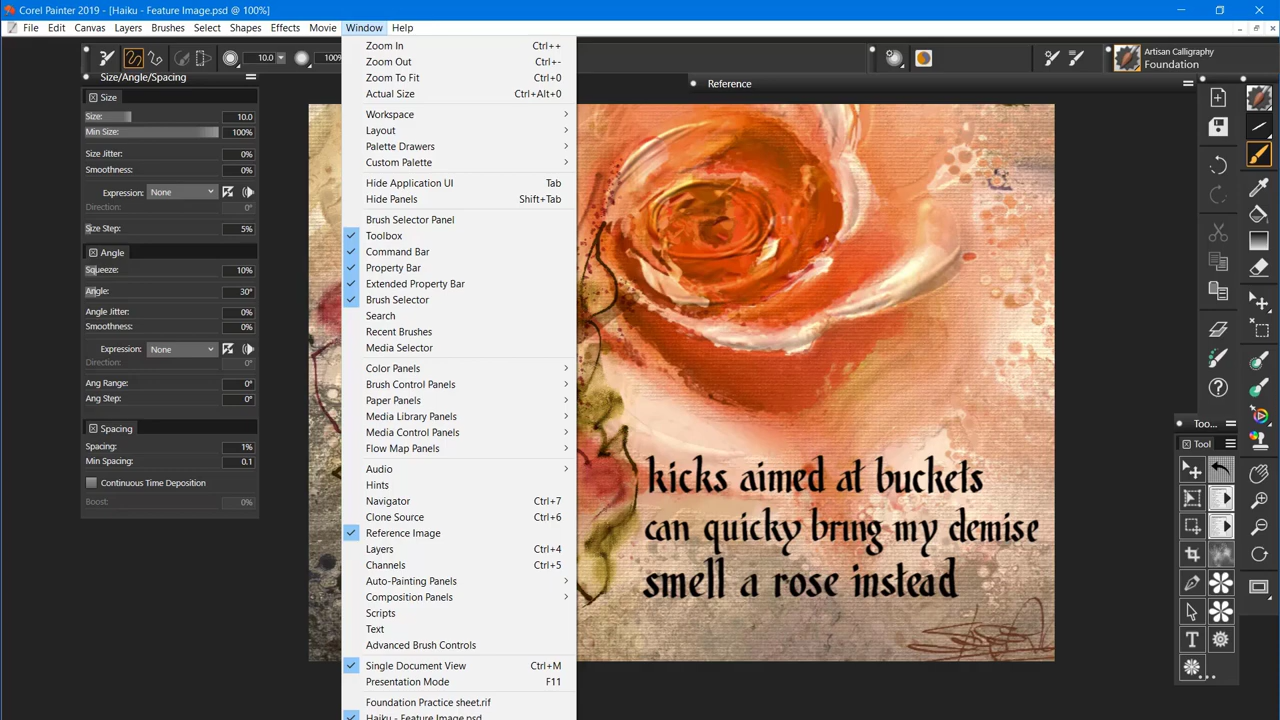 Corel Painter 2019 - [Haiku - Feature Image.psd @ 100%]
File Edit Canvas Layers Brushes Select Shapes Effects Movie Window Help
10.0 100%
Artisan Calligraphy
Foundation
Size/Angle/Spacing
Size
Size: 10.0
Min Size: 100%
Size Jitter: 0%
Smoothness: 0%
Expression: None
Direction: 0°
Size Step: 5%
Angle
Squeeze: 10%
Angle: 30°
Angle Jitter: 0%
Smoothness: 0%
Expression: None
Direction: 0°
Ang Range: 0°
Ang Step: 0°
Spacing
Spacing: 1%
Min Spacing: 0.1
Continuous Time Deposition
Boost: 0%
Zoom In Ctrl++
Zoom Out Ctrl+-
Zoom To Fit Ctrl+0
Actual Size Ctrl+Alt+0
Workspace
Layout
Palette Drawers
Custom Palette
Hide Application UI Tab
Hide Panels Shift+Tab
Brush Selector Panel
Toolbox
Command Bar
Property Bar
Extended Property Bar
Brush Selector
Search
Recent Brushes
Media Selector
Color Panels
Brush Control Panels
Paper Panels
Media Library Panels
Media Control Panels
Flow Map Panels
Audio
Hints
Navigator Ctrl+7
Clone Source Ctrl+6
Reference Image
Layers Ctrl+4
Channels Ctrl+5
Auto-Painting Panels
Composition Panels
Scripts
Text
Advanced Brush Controls
Single Document View Ctrl+M
Presentation Mode F11
Foundation Practice sheet.rif
Haiku - Feature Image.psd
Reference
kicks aimed at buckets
can quicky bring my demise
smell a rose instead
Too...
Tool